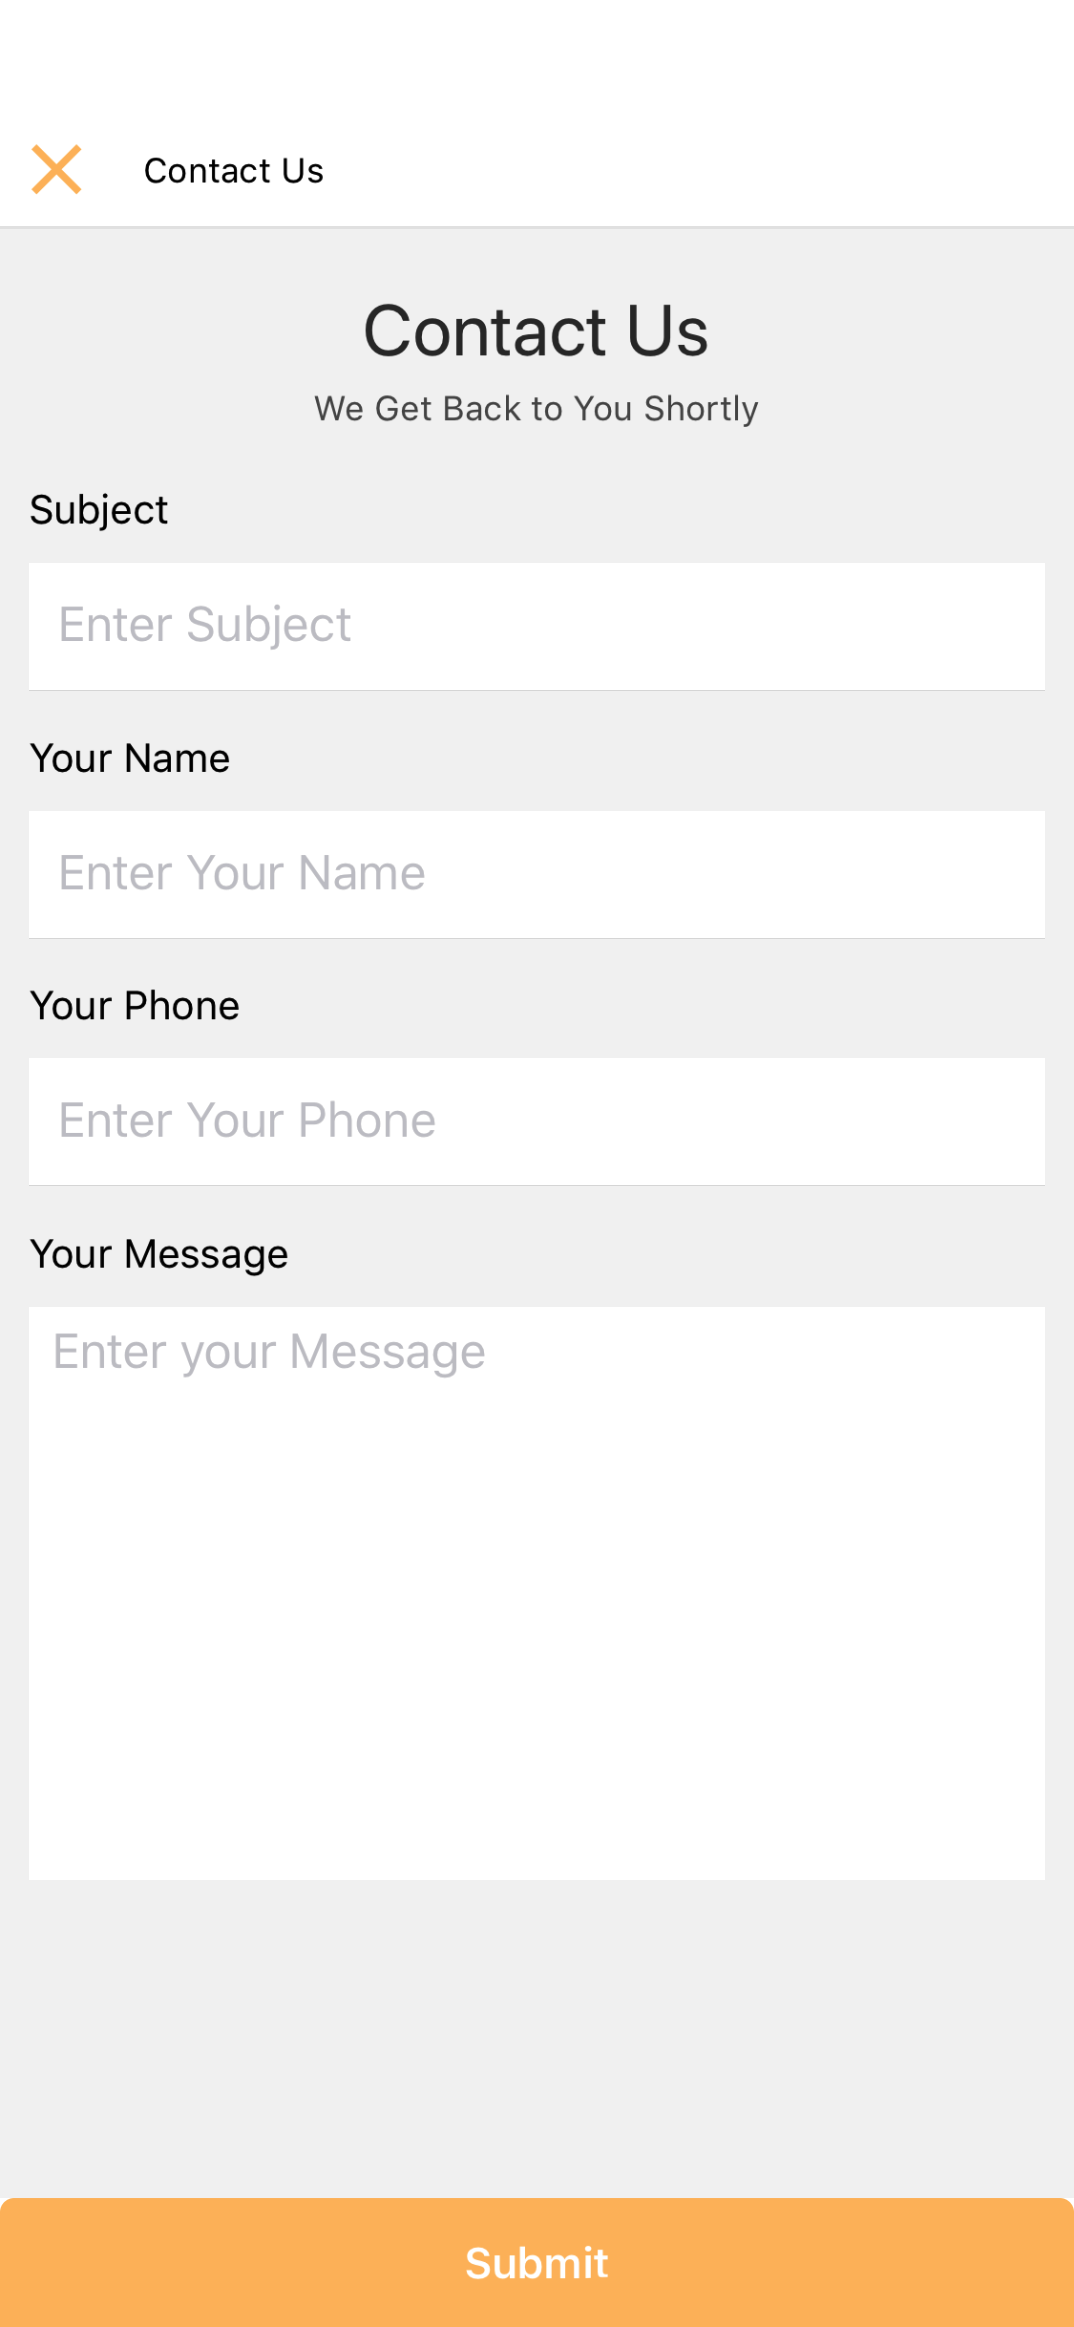 Contact Us
Contact Us
We Get Back to You Shortly
Subject
Enter Subject
Your Name
Enter Your Name
Your Phone
Enter Your Phone
Your Message
Enter your Message
Submit